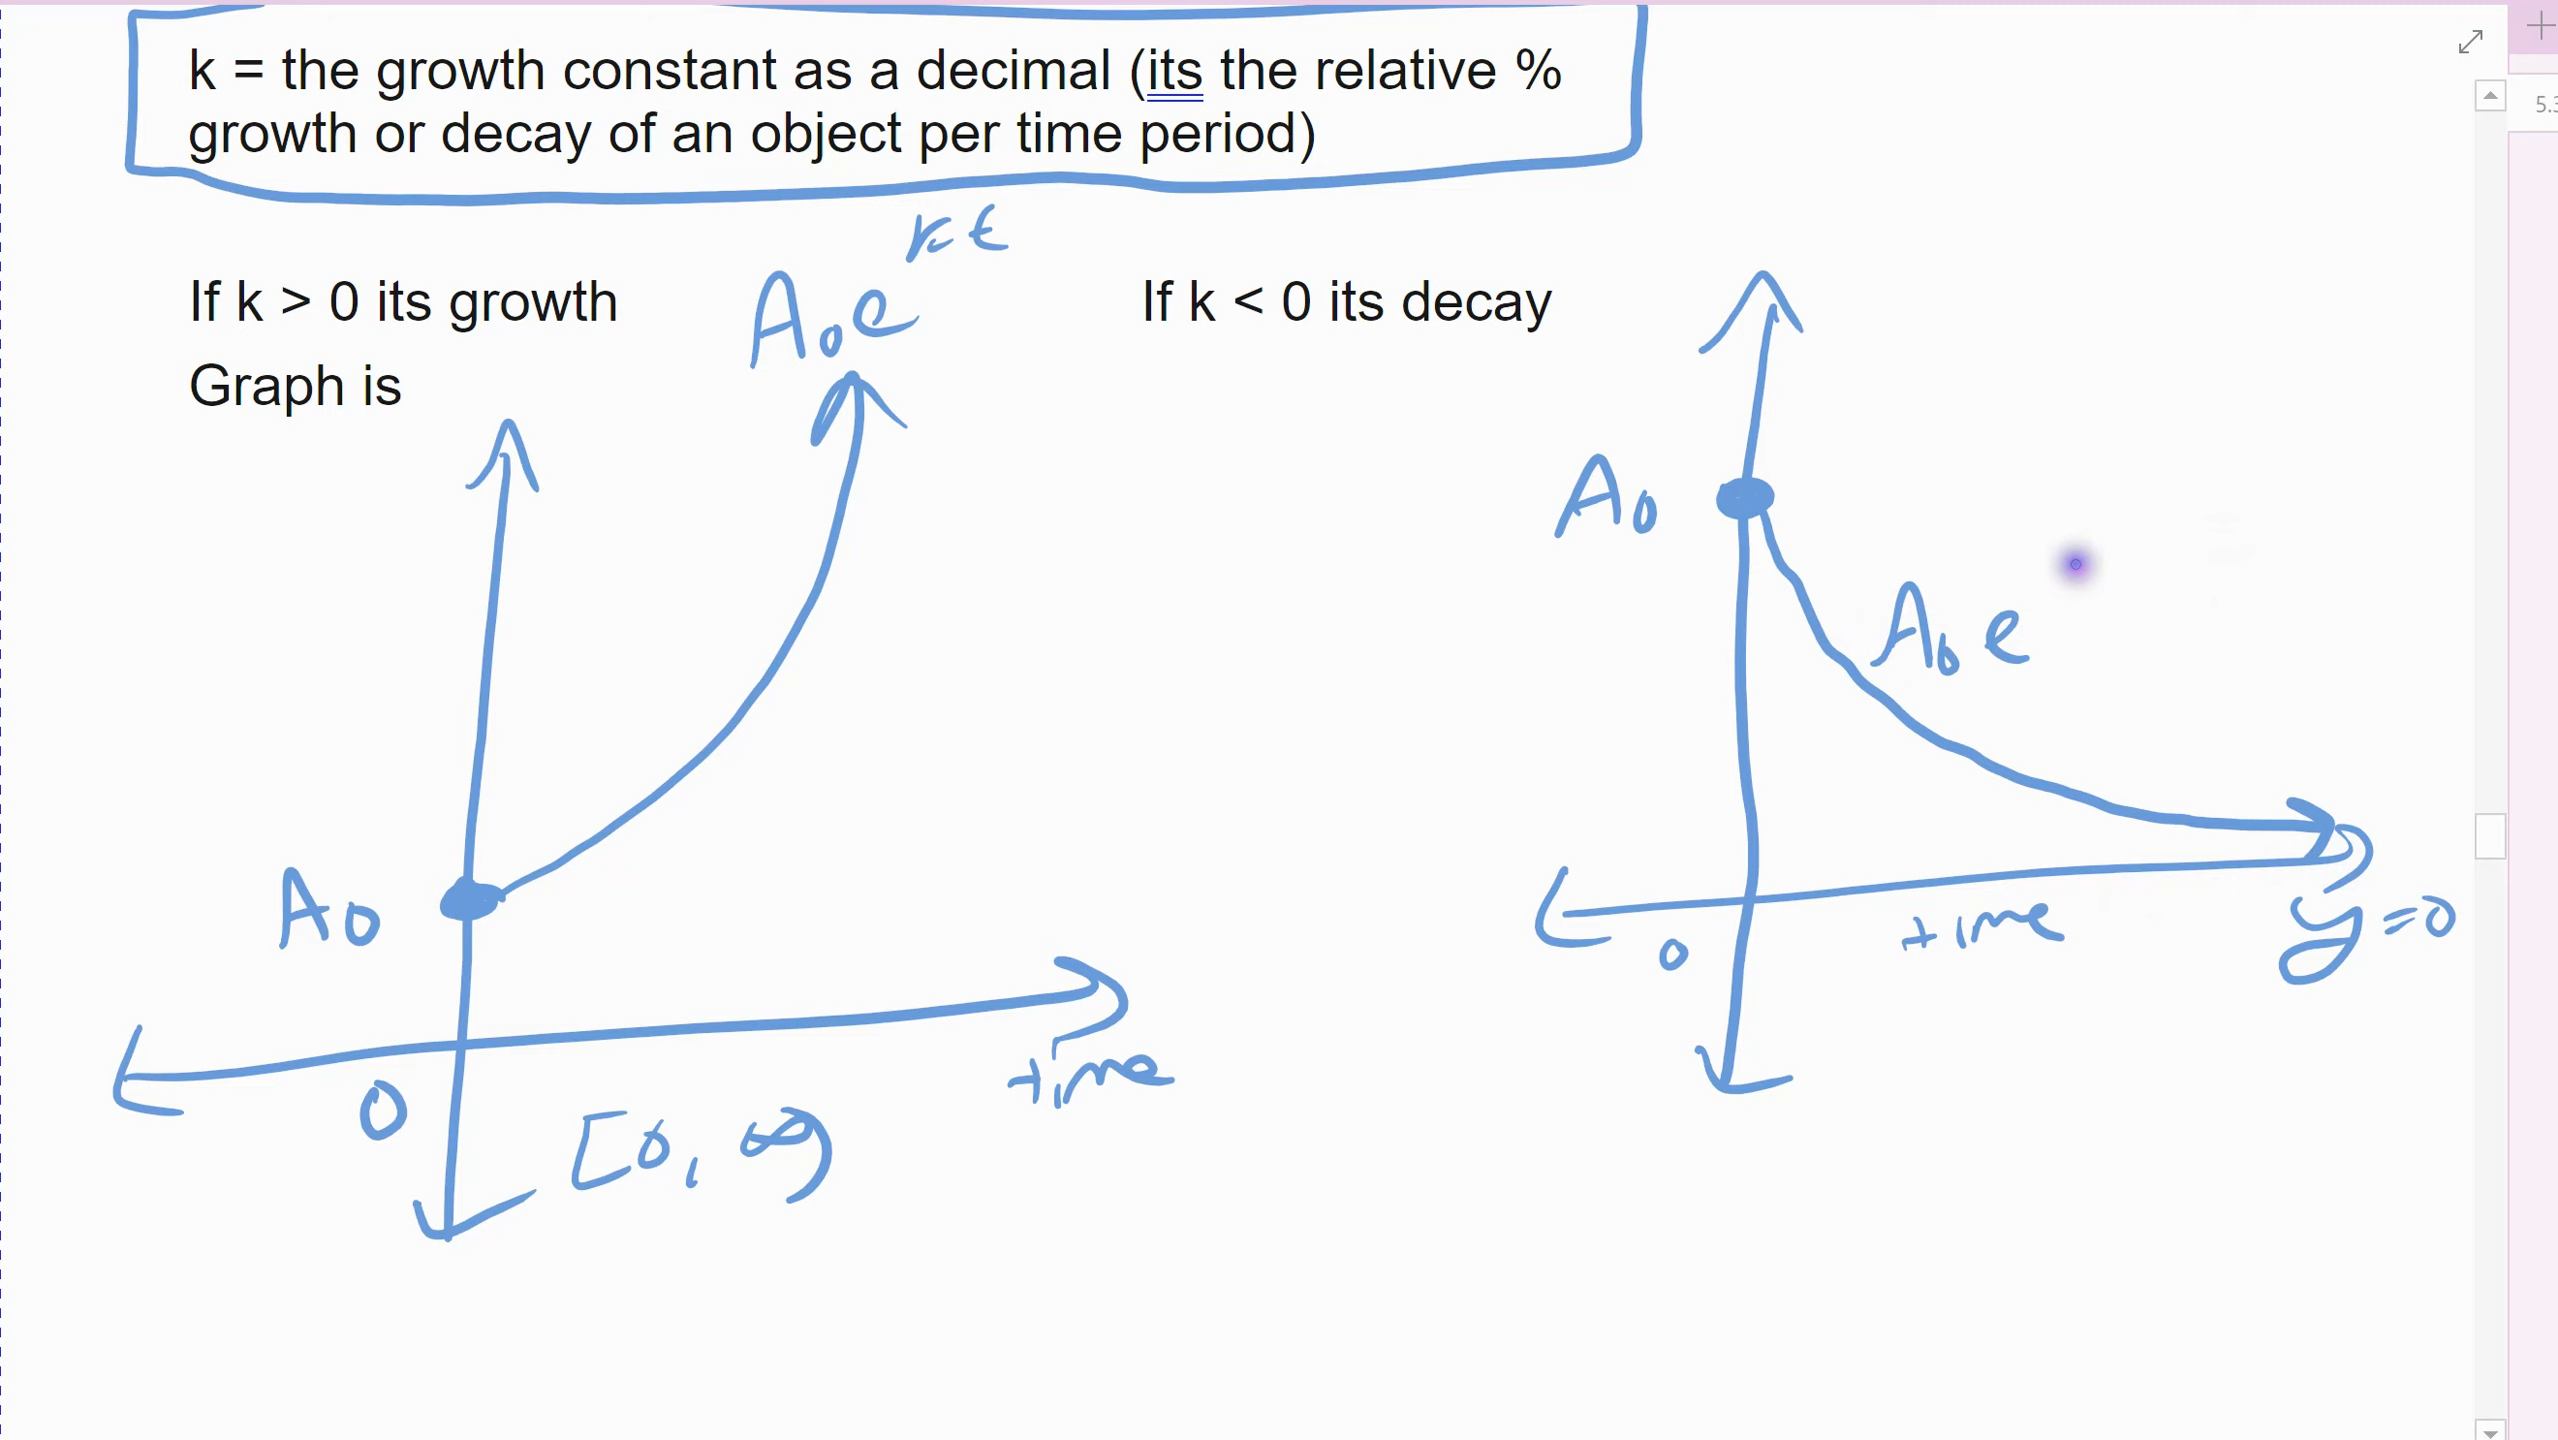 k = the growth constant as a decimal (its the relative %
growth or decay of an object per time period)
If k > 0 its growth
A₀e^kt
If k < 0 its decay
Graph is
A₀
A₀e
A₀
time
y=0
0
time
0
[0, ∞)